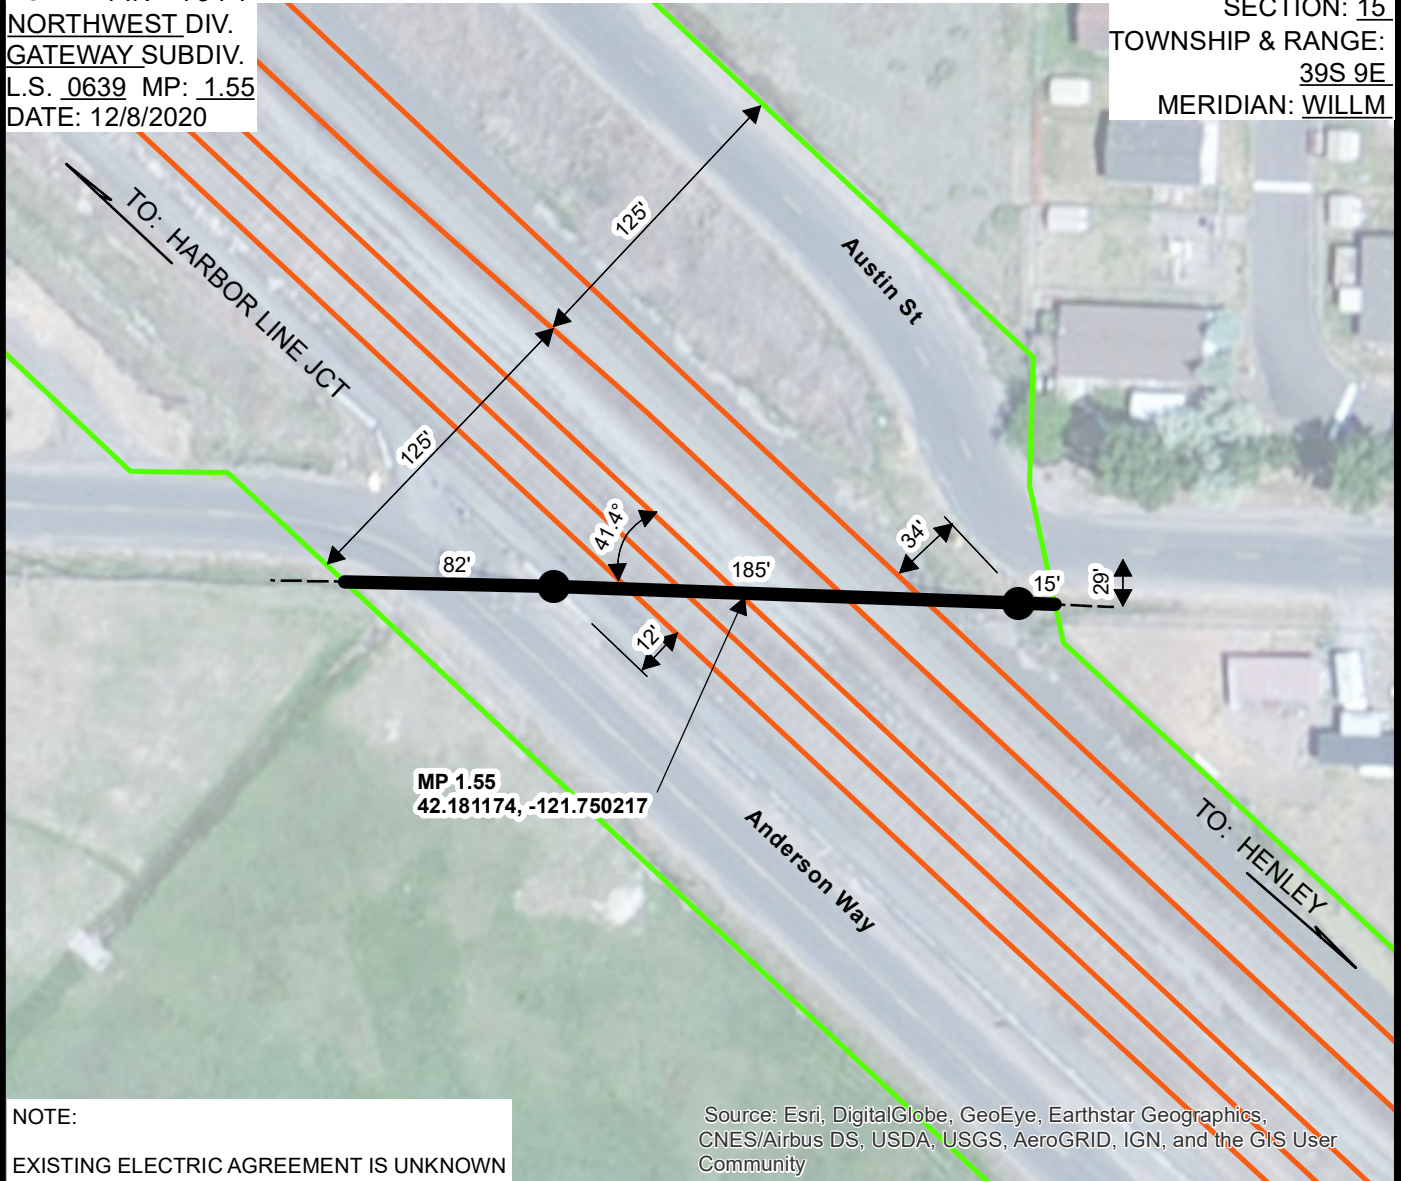 NORTHWEST DIV.
GATEWAY SUBDIV.
L.S. 0639 MP: 1.55
DATE: 12/8/2020
SECTION: 15
TOWNSHIP & RANGE:
39S 9E
MERIDIAN: WILLM
TO: HARBOR LINE JCT
125'
Austin St
125'
41.4°
34'
82'
185'
15'
29'
12'
MP 1.55
42.181174, -121.750217
Anderson Way
TO: HENLEY
NOTE:
EXISTING ELECTRIC AGREEMENT IS UNKNOWN
Source: Esri, DigitalGlobe, GeoEye, Earthstar Geographics,
CNES/Airbus DS, USDA, USGS, AeroGRID, IGN, and the GIS User
Community